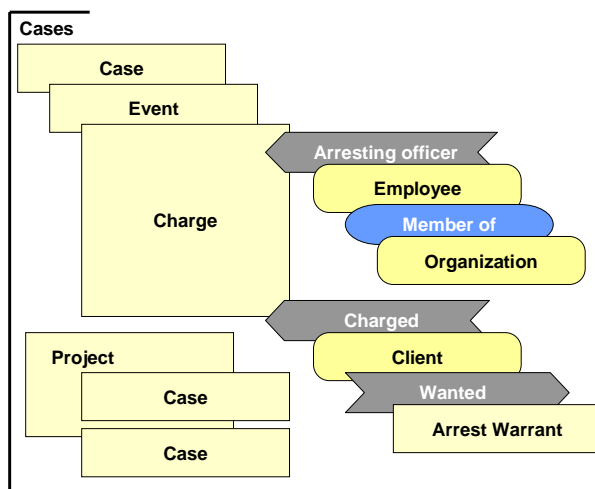 Cases
Case
Event
Charge
Arresting officer
Employee
Member of
Organization
Charged
Client
Wanted
Arrest Warrant
Project
Case
Case